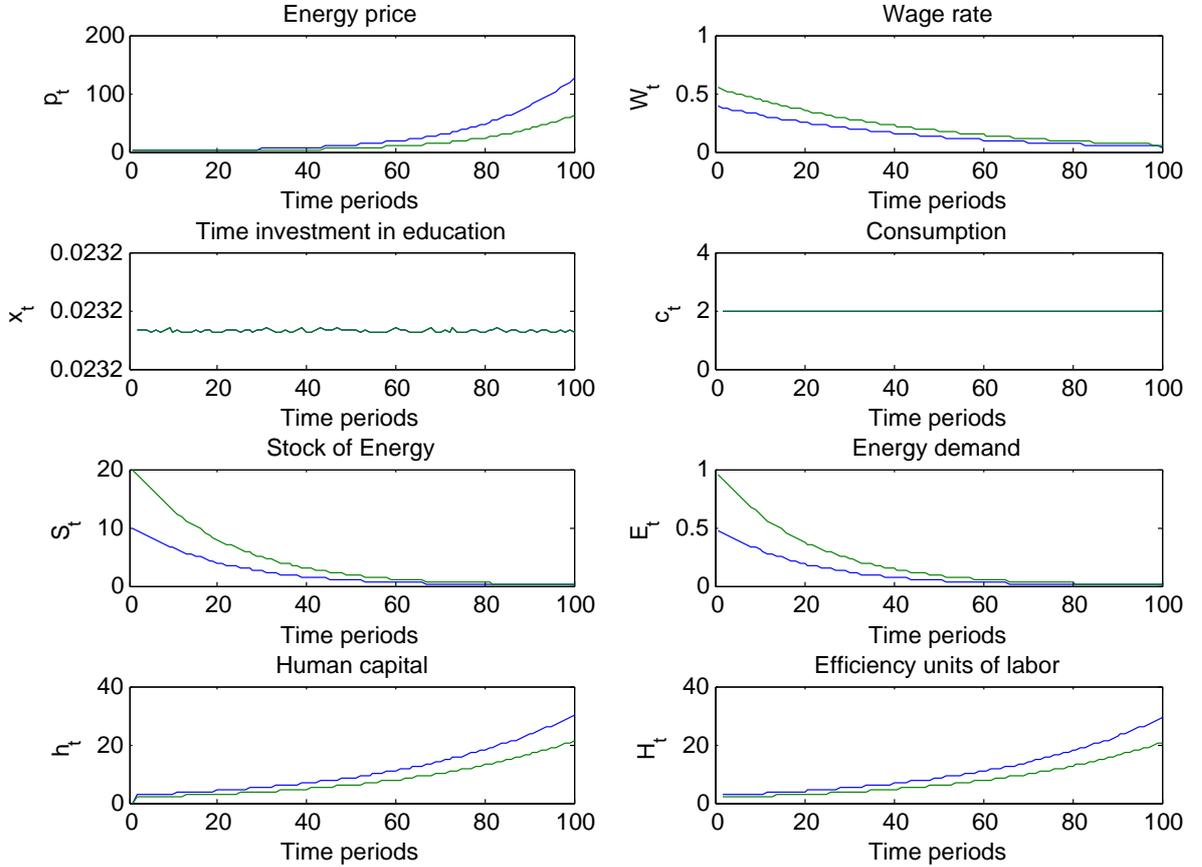 Energy price
200
100
0
p_t
0 20 40 60 80 100
Time periods
Wage rate
1
0.5
0
W_t
0 20 40 60 80 100
Time periods
Time investment in education
0.0232
0.0232
0.0232
x_t
0 20 40 60 80 100
Time periods
Consumption
4
2
0
c_t
0 20 40 60 80 100
Time periods
Stock of Energy
20
10
0
S_t
0 20 40 60 80 100
Time periods
Energy demand
1
0.5
0
E_t
0 20 40 60 80 100
Time periods
Human capital
40
20
0
h_t
0 20 40 60 80 100
Time periods
Efficiency units of labor
40
20
0
H_t
0 20 40 60 80 100
Time periods